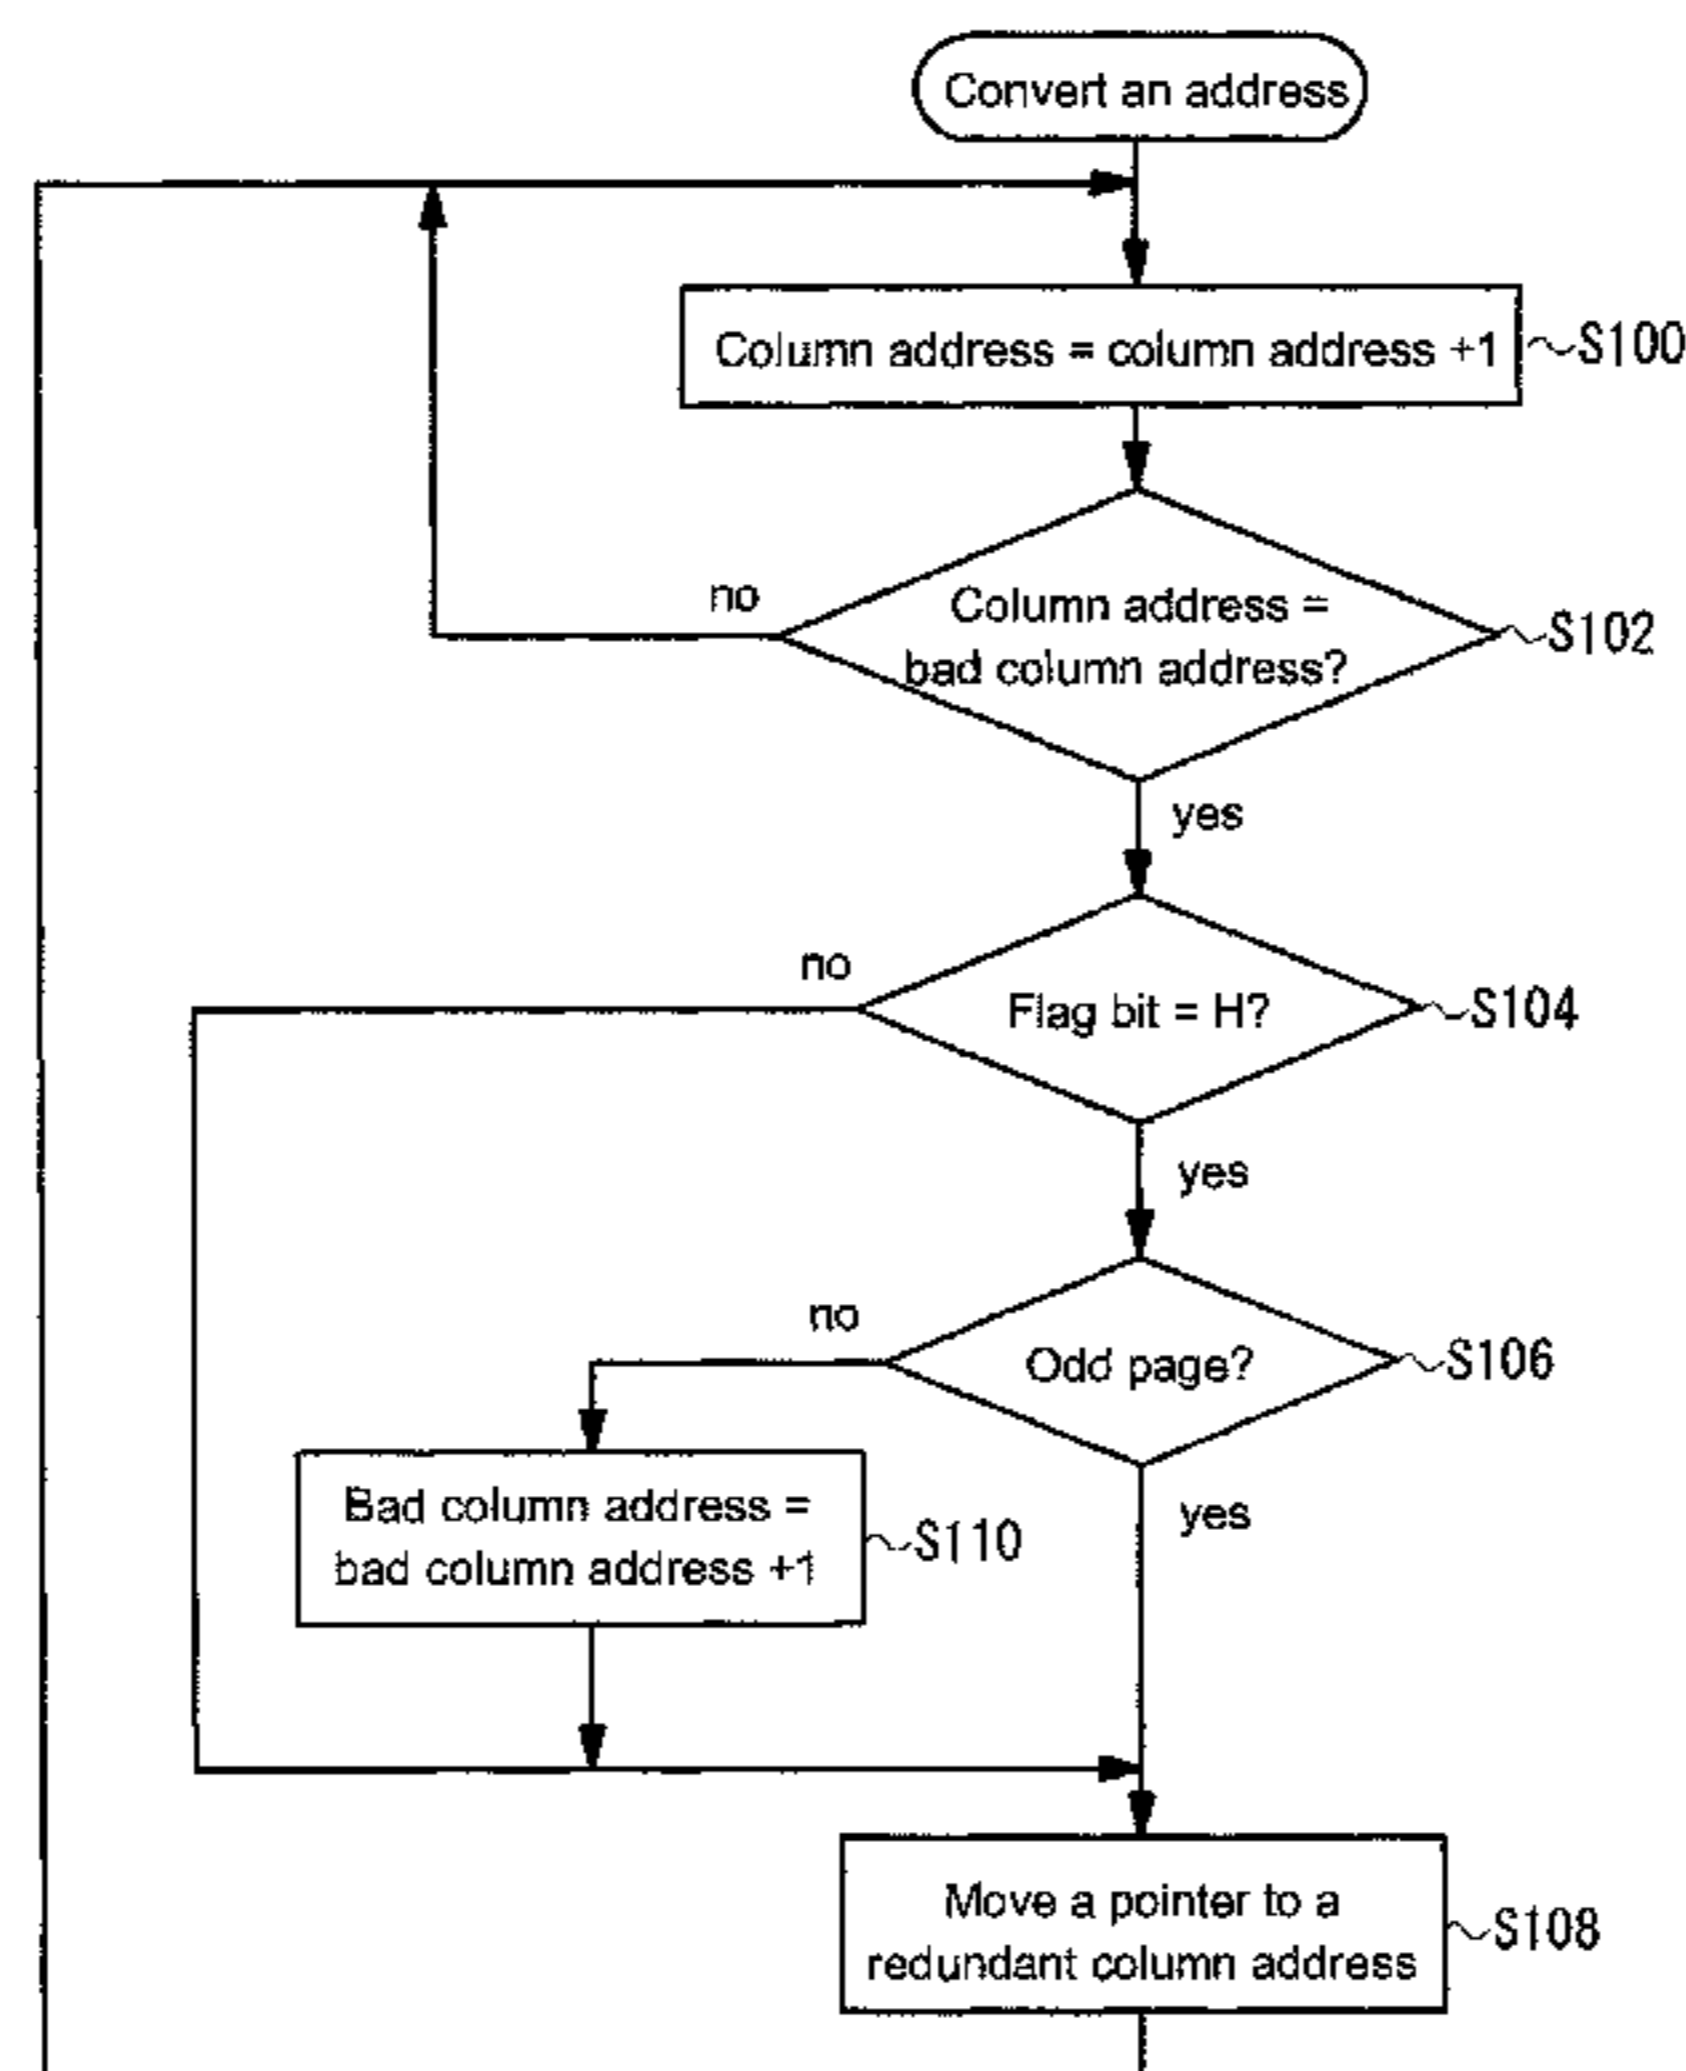 Convert an address
Column address = column address +1
S100
no
Column address =
bad column address?
S102
yes
no
Flag bit = H?
S104
yes
no
Odd page?
S106
yes
Bad column address =
bad column address +1
S110
Move a pointer to a
redundant column address
S108